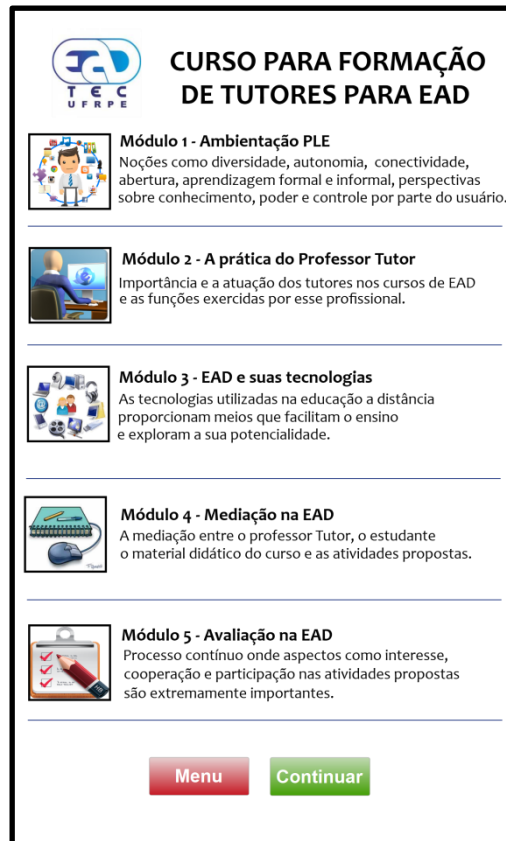 EAD
TEC
UFRPE
CURSO PARA FORMAÇÃO
DE TUTORES PARA EAD
Módulo 1 - Ambientação PLE
Noções como diversidade, autonomia, conectividade,
abertura, aprendizagem formal e informal, perspectivas
sobre conhecimento, poder e controle por parte do usuário.
Módulo 2 - A prática do Professor Tutor
Importância e a atuação dos tutores nos cursos de EAD
e as funções exercidas por esse profissional.
Módulo 3 - EAD e suas tecnologias
As tecnologias utilizadas na educação a distância
proporcionam meios que facilitam o ensino
e exploram a sua potencialidade.
Módulo 4 - Mediação na EAD
A mediação entre o professor Tutor, o estudante
o material didático do curso e as atividades propostas.
Módulo 5 - Avaliação na EAD
Processo contínuo onde aspectos como interesse,
cooperação e participação nas atividades propostas
são extremamente importantes.
Menu
Continuar